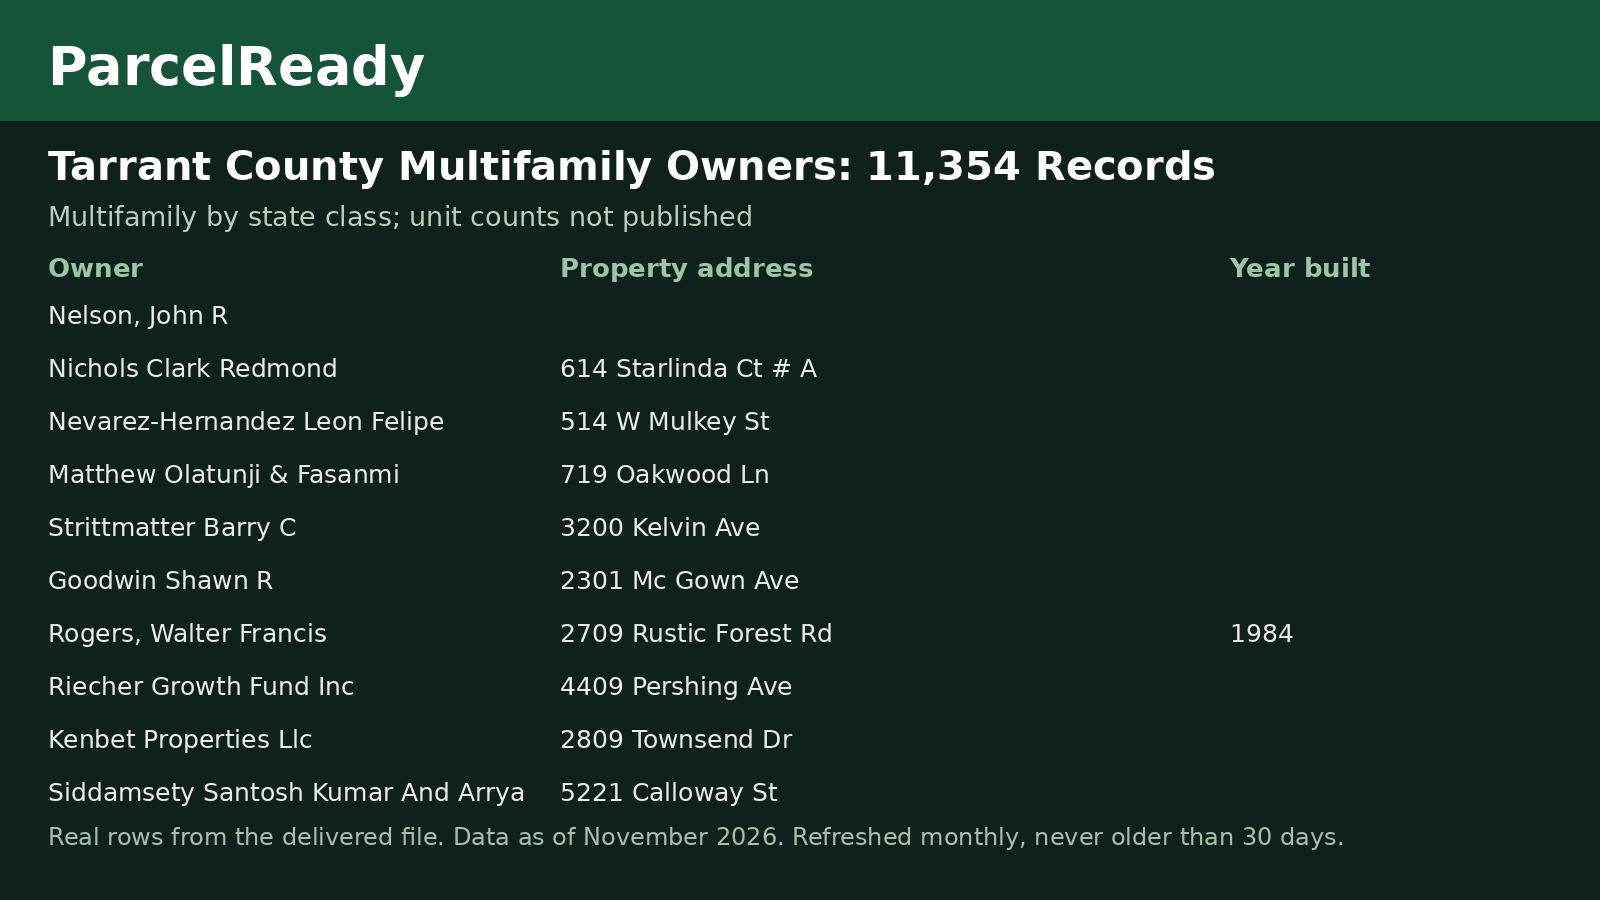 ParcelReady
Tarrant County Multifamily Owners: 11,354 Records
Multifamily by state class; unit counts not published
Owner Property address Year built
Nelson, John R
Nichols Clark Redmond 614 Starlinda Ct # A
Nevarez-Hernandez Leon Felipe 514 W Mulkey St
Matthew Olatunji & Fasanmi 719 Oakwood Ln
Strittmatter Barry C 3200 Kelvin Ave
Goodwin Shawn R 2301 Mc Gown Ave
Rogers, Walter Francis 2709 Rustic Forest Rd 1984
Riecher Growth Fund Inc 4409 Pershing Ave
Kenbet Properties Llc 2809 Townsend Dr
Siddamsety Santosh Kumar And Arrya 5221 Calloway St
Real rows from the delivered file. Data as of November 2026. Refreshed monthly, never older than 30 days.